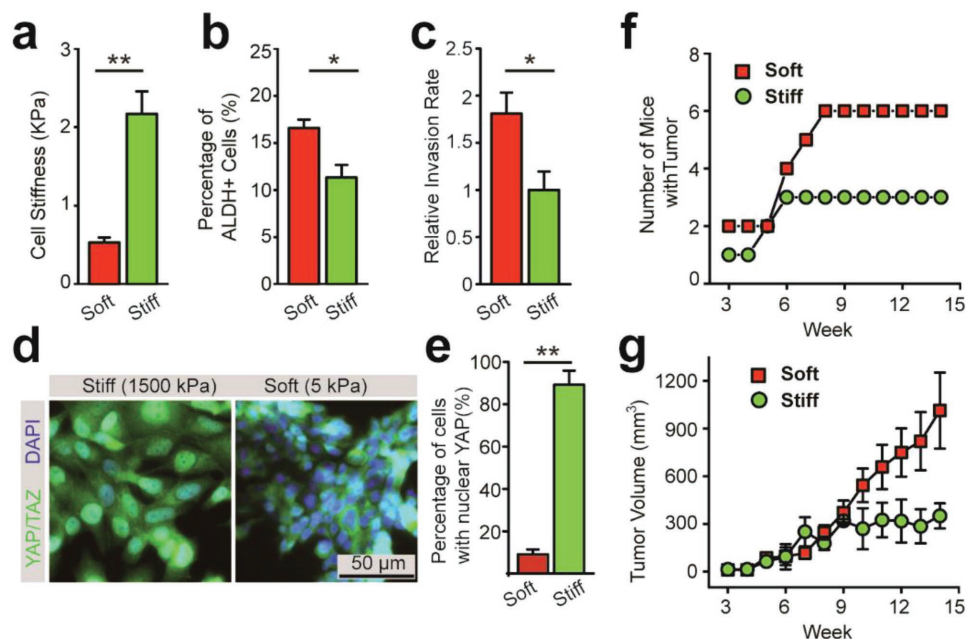 a
Cell Stiffness (KPa)
3
2
1
0
**
Soft
Stiff
b
Percentage of
ALDH+ Cells (%)
25
20
15
10
5
0
*
Soft
Stiff
c
Relative Invasion Rate
2.5
2
1.5
1
0.5
0
*
Soft
Stiff
d
Stiff (1500 kPa)
Soft (5 kPa)
YAP/TAZ DAPI
50 μm
e
Percentage of cells
with nuclear YAP(%)
100
80
60
40
20
**
Soft
Stiff
f
Number of Mice
withTumor
8
6
4
2
0
Soft
Stiff
3 6 9 12 15
Week
g
Tumor Volume (mm³)
1200
900
600
300
0
Soft
Stiff
3 6 9 12 15
Week